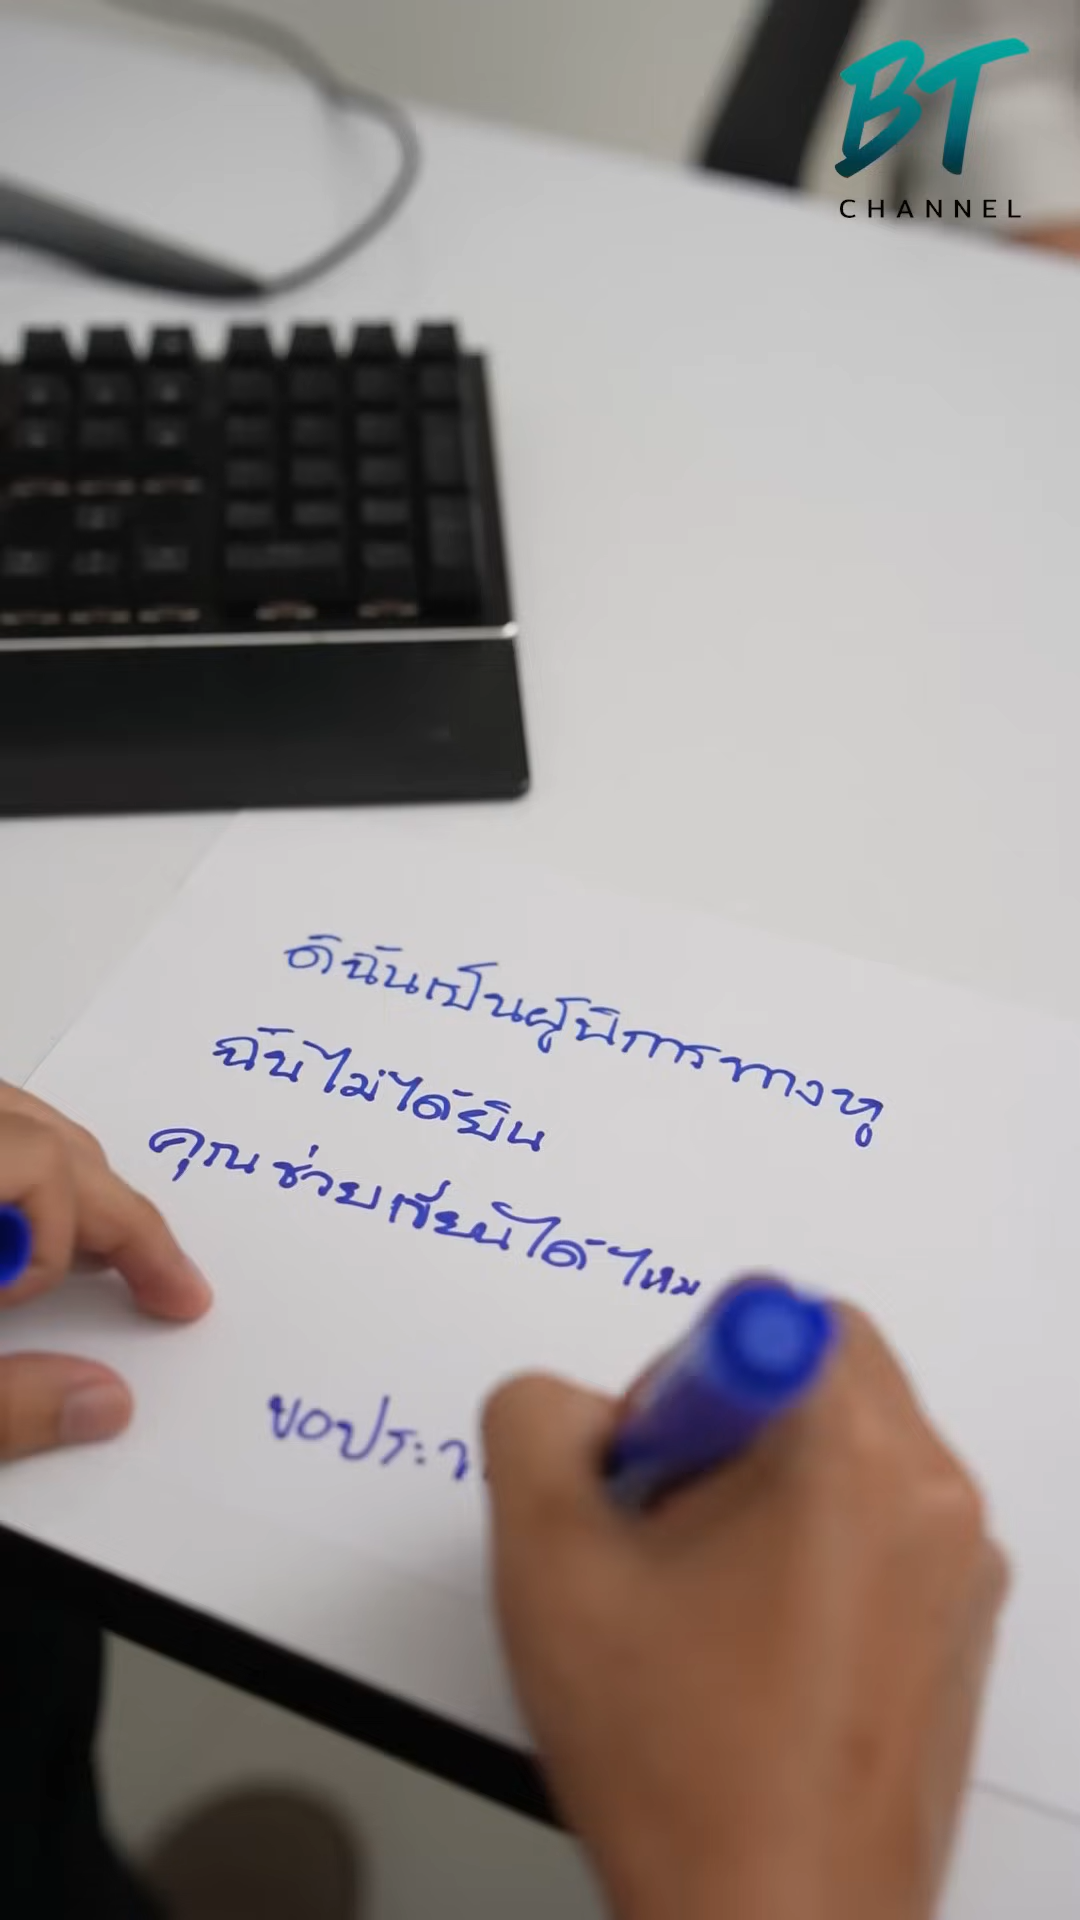 BT
CHANNEL
ดิฉันเป็นผู้พิการทางหู
ฉันไม่ได้ยิน
คุณช่วยเขียนได้ไหม
ขอประว